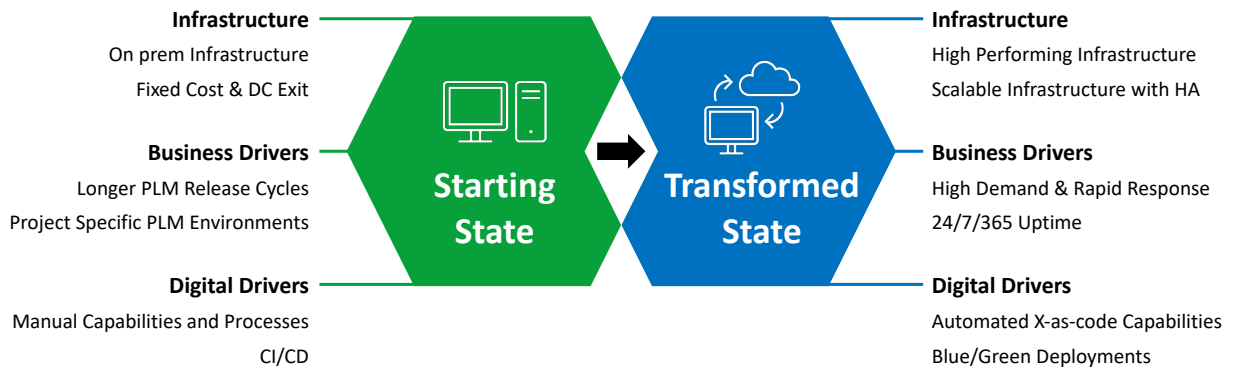 Infrastructure
On prem Infrastructure
Fixed Cost & DC Exit
Business Drivers
Longer PLM Release Cycles
Project Specific PLM Environments
Digital Drivers
Manual Capabilities and Processes
CI/CD
Starting
State
Transformed
State
Infrastructure
High Performing Infrastructure
Scalable Infrastructure with HA
Business Drivers
High Demand & Rapid Response
24/7/365 Uptime
Digital Drivers
Automated X-as-code Capabilities
Blue/Green Deployments